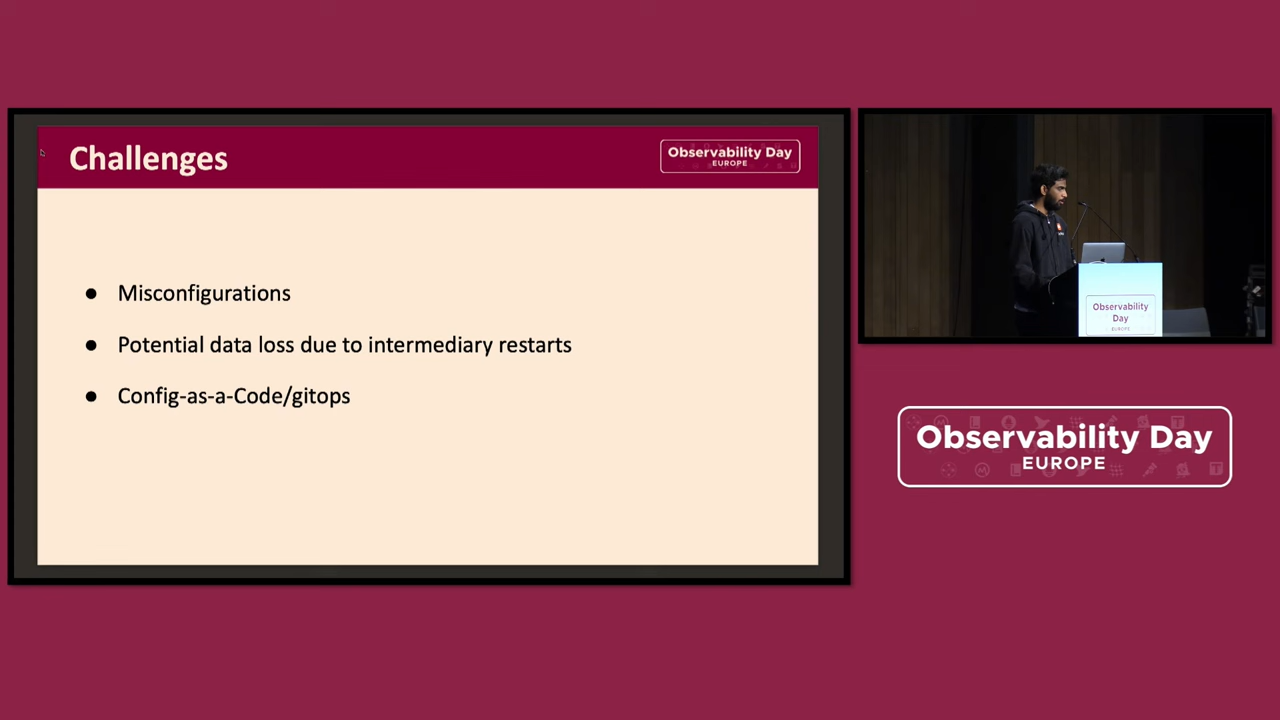 Challenges
Observability Day
EUROPE
● Misconfigurations
● Potential data loss due to intermediary restarts
● Config-as-a-Code/gitops
Observability
Day
EUROPE
Observability Day
EUROPE